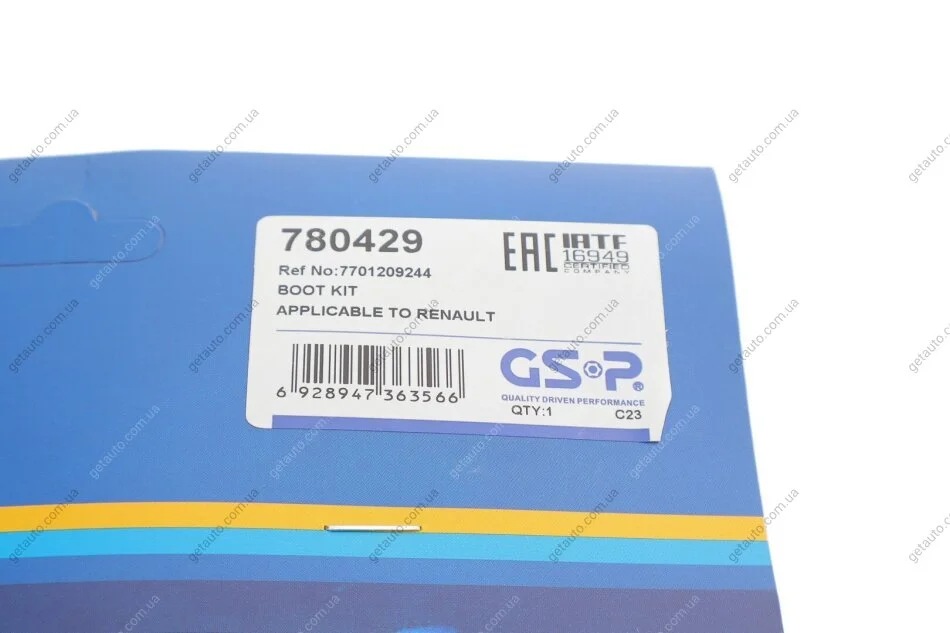 780429
Ref No:7701209244
BOOT KIT
APPLICABLE TO RENAULT
EAC
IATF
16949
CERTIFIED
COMPANY
6 928947 363566
GSP®
QUALITY DRIVEN PERFORMANCE
QTY:1
C23
getauto.com.ua